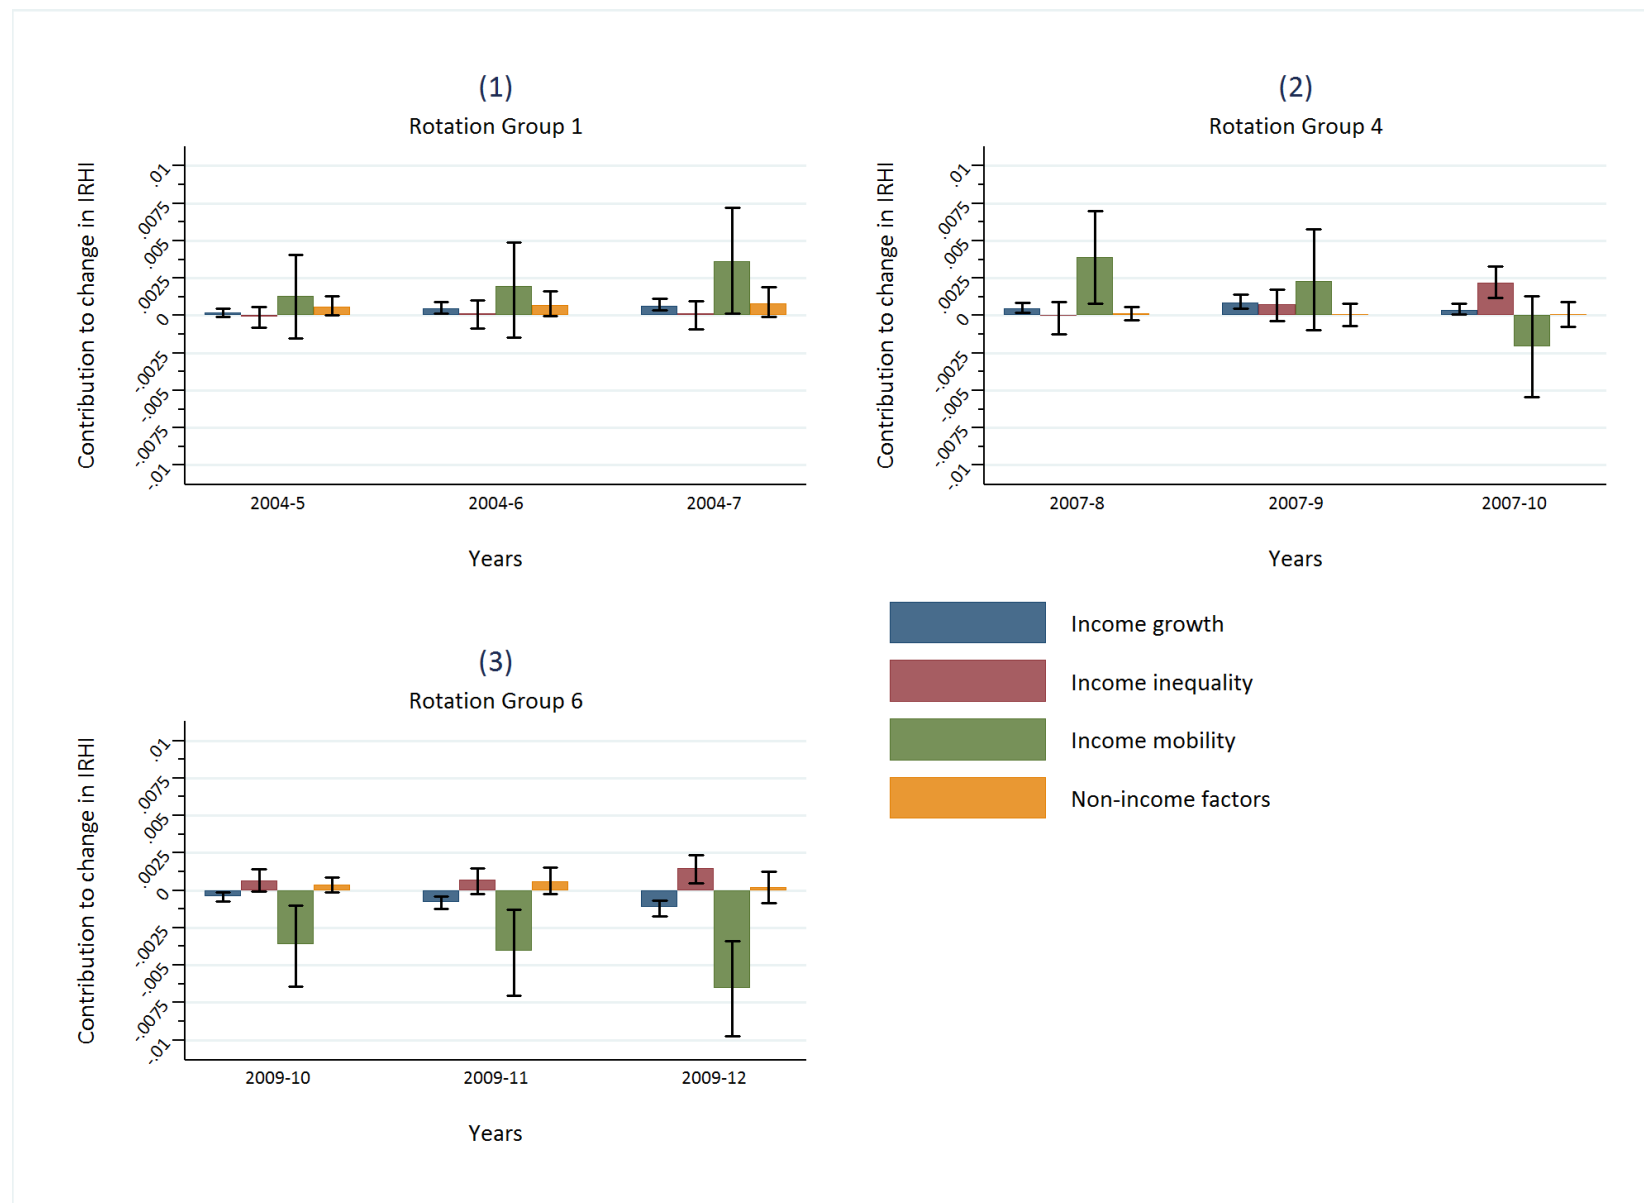 (1)
Rotation Group 1
Contribution to change in IRHI
.01
.0075
.005
.0025
0
-.0025
-.005
-.0075
-.01
2004-5 2004-6 2004-7
Years
(2)
Rotation Group 4
Contribution to change in IRHI
.01
.0075
.005
.0025
0
-.0025
-.005
-.0075
-.01
2007-8 2007-9 2007-10
Years
(3)
Rotation Group 6
Contribution to change in IRHI
.01
.0075
.005
.0025
0
-.0025
-.005
-.0075
-.01
2009-10 2009-11 2009-12
Years
Income growth
Income inequality
Income mobility
Non-income factors